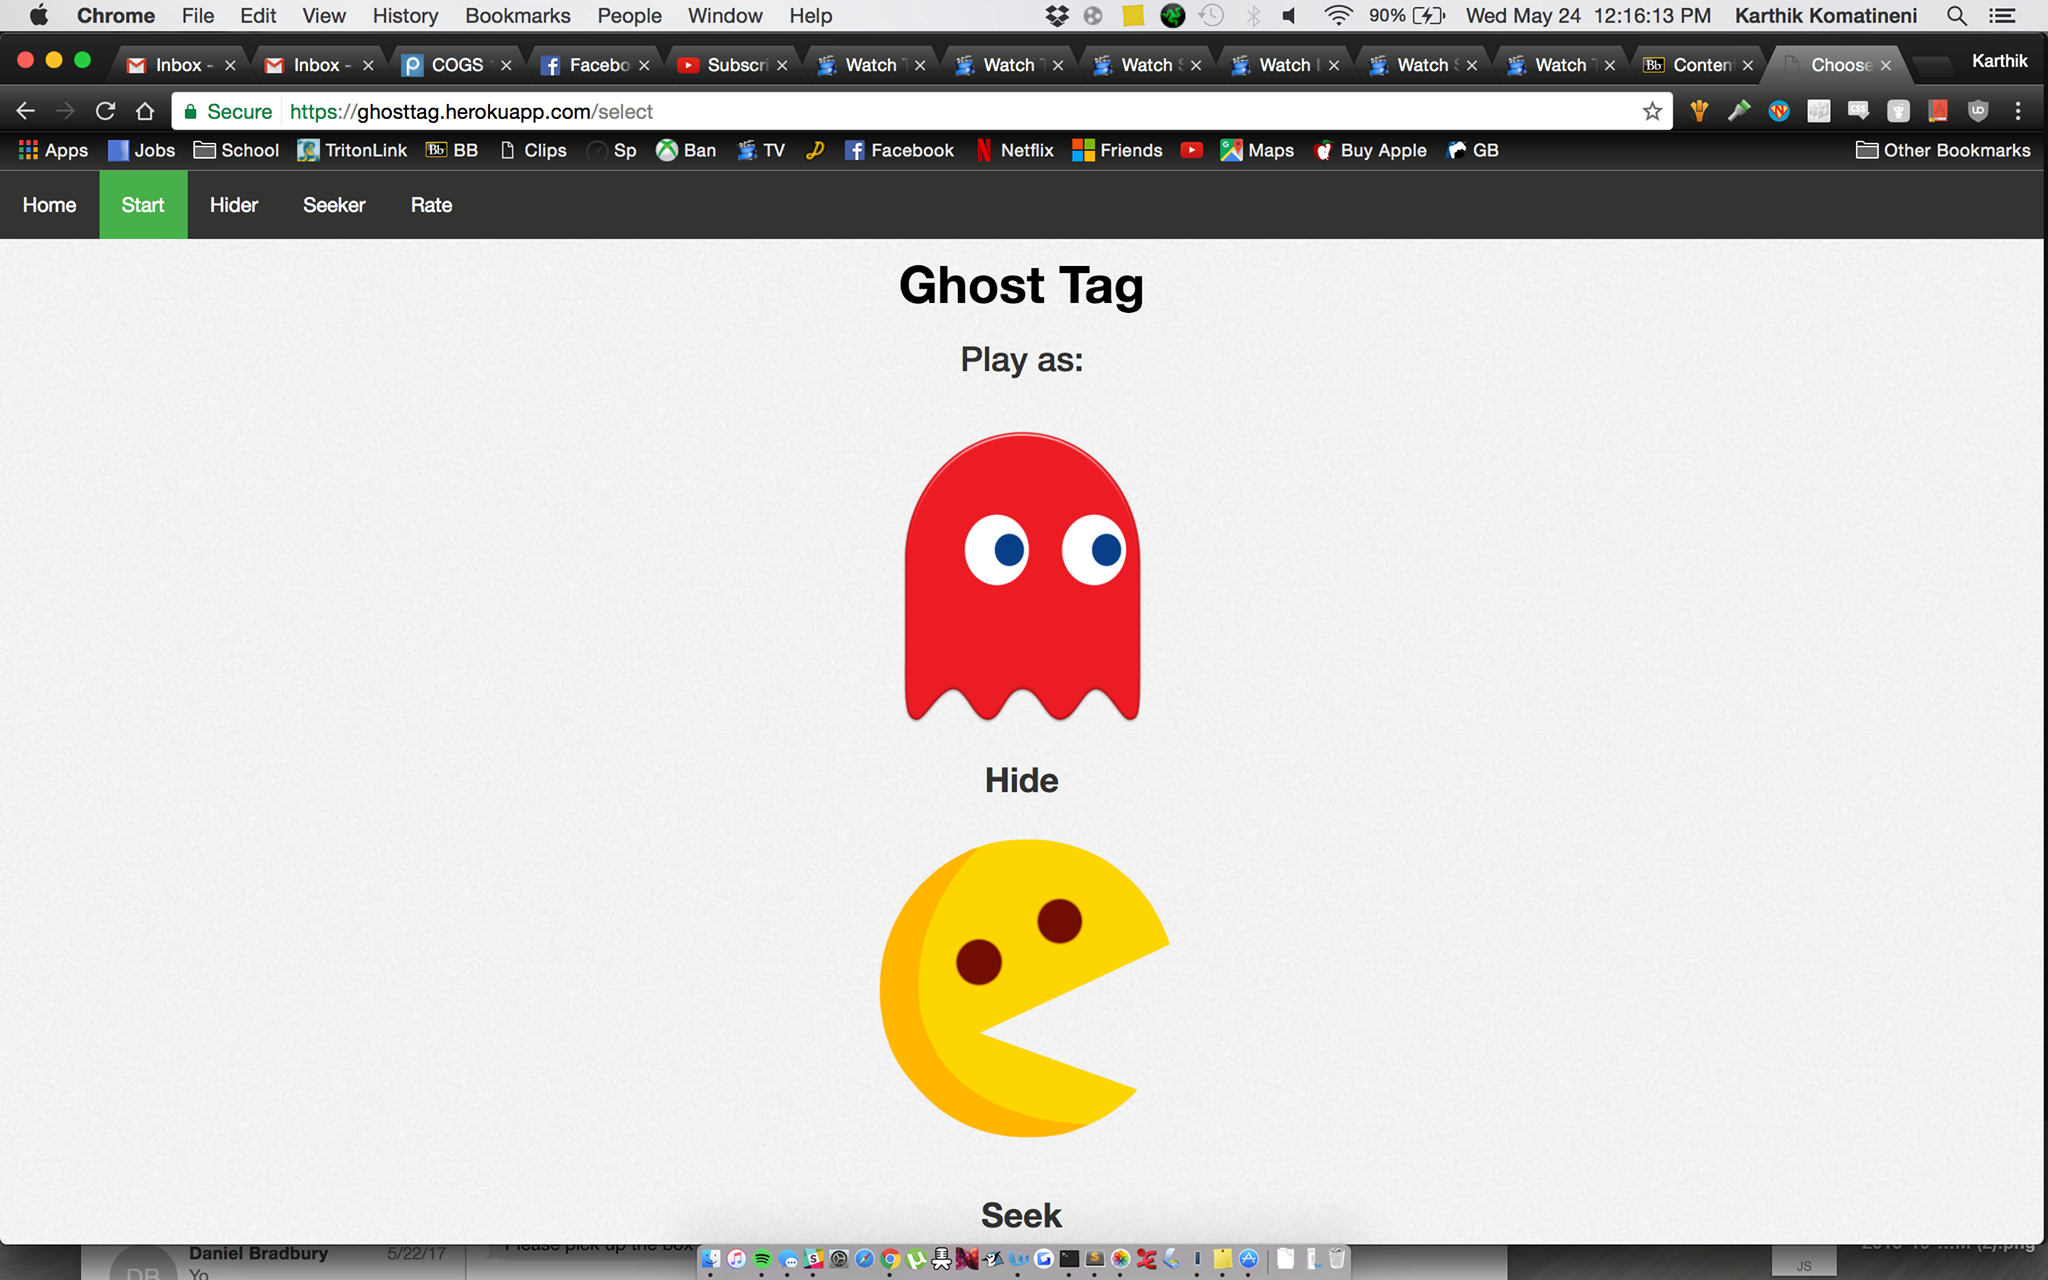 Chrome File Edit View History Bookmarks People Window Help 90% Wed May 24 12:16:13 PM Karthik Komatineni
Inbox - Inbox - COGS Facebo Subscri Watch Watch Watch Watch Watch Watch Bb Conten Choose Karthik
Secure https://ghosttag.herokuapp.com/select
Apps Jobs School TritonLink Bb BB Clips Sp Ban TV Facebook Netflix Friends Maps Buy Apple GB Other Bookmarks
Home Start Hider Seeker Rate
Ghost Tag
Play as:
Hide
Seek
Daniel Bradbury 5/22/17 Please pick up the box
DB Yo
JS